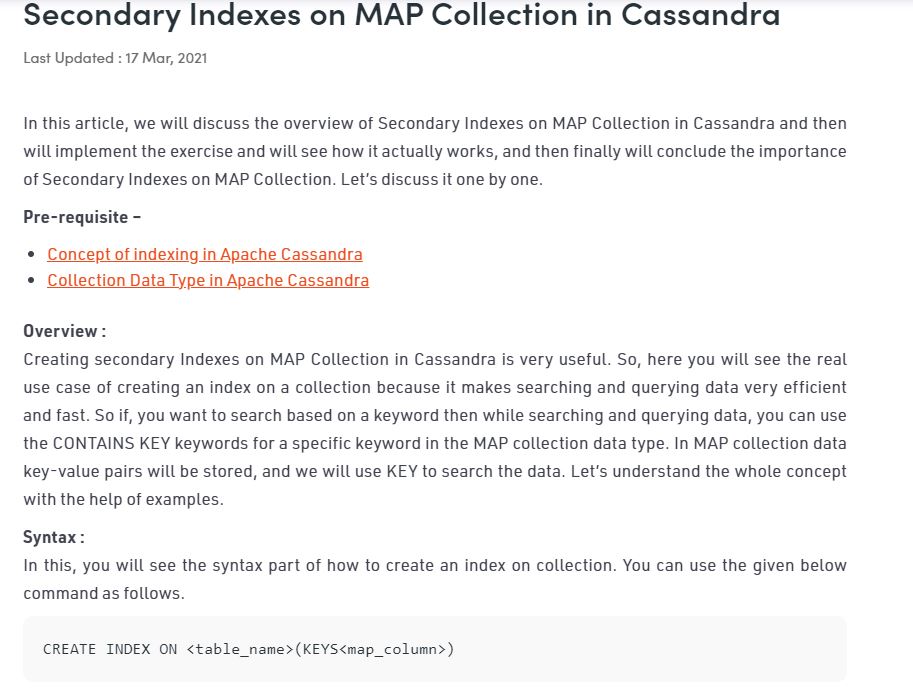 Secondary Indexes on MAP Collection in Cassandra
Last Updated : 17 Mar, 2021
In this article, we will discuss the overview of Secondary Indexes on MAP Collection in Cassandra and then
will implement the exercise and will see how it actually works, and then finally will conclude the importance
of Secondary Indexes on MAP Collection. Let’s discuss it one by one.
Pre-requisite –
• Concept of indexing in Apache Cassandra
• Collection Data Type in Apache Cassandra
Overview :
Creating secondary Indexes on MAP Collection in Cassandra is very useful. So, here you will see the real
use case of creating an index on a collection because it makes searching and querying data very efficient
and fast. So if, you want to search based on a keyword then while searching and querying data, you can use
the CONTAINS KEY keywords for a specific keyword in the MAP collection data type. In MAP collection data
key-value pairs will be stored, and we will use KEY to search the data. Let’s understand the whole concept
with the help of examples.
Syntax :
In this, you will see the syntax part of how to create an index on collection. You can use the given below
command as follows.
CREATE INDEX ON <table_name>(KEYS<map_column>)